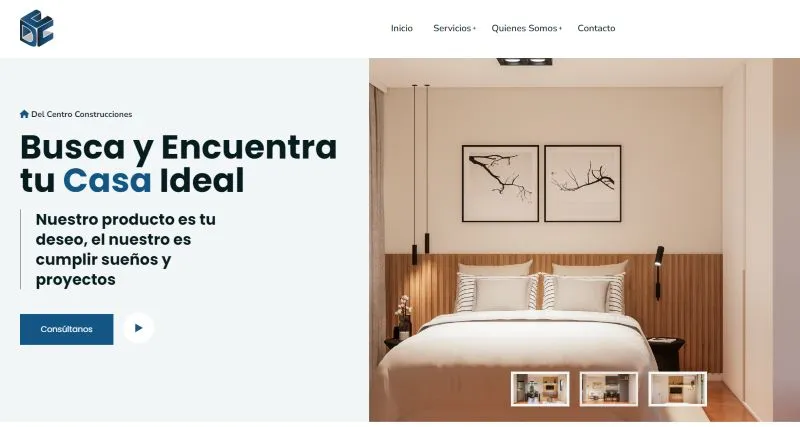 Inicio
Servicios +
Quienes Somos +
Contacto
Del Centro Construcciones
Busca y Encuentra
tu Casa Ideal
Nuestro producto es tu
deseo, el nuestro es
cumplir sueños y
proyectos
Consúltanos